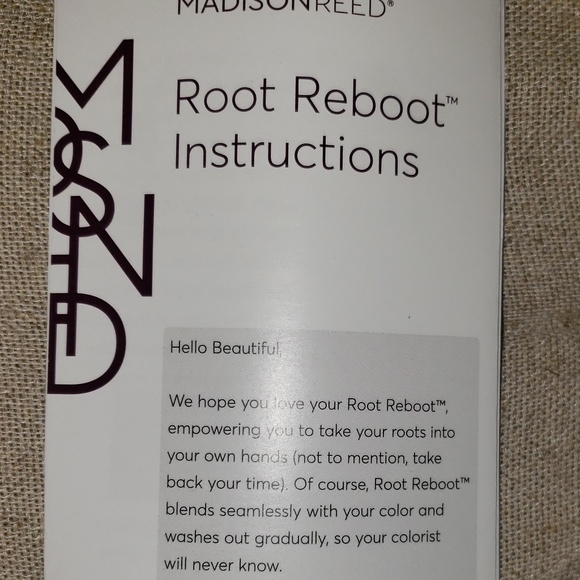 MADISONREED®
Root Reboot™
Instructions
Hello Beautiful,
We hope you love your Root Reboot™,
empowering you to take your roots into
your own hands (not to mention, take
back your time). Of course, Root Reboot™
blends seamlessly with your color and
washes out gradually, so your colorist
will never know.